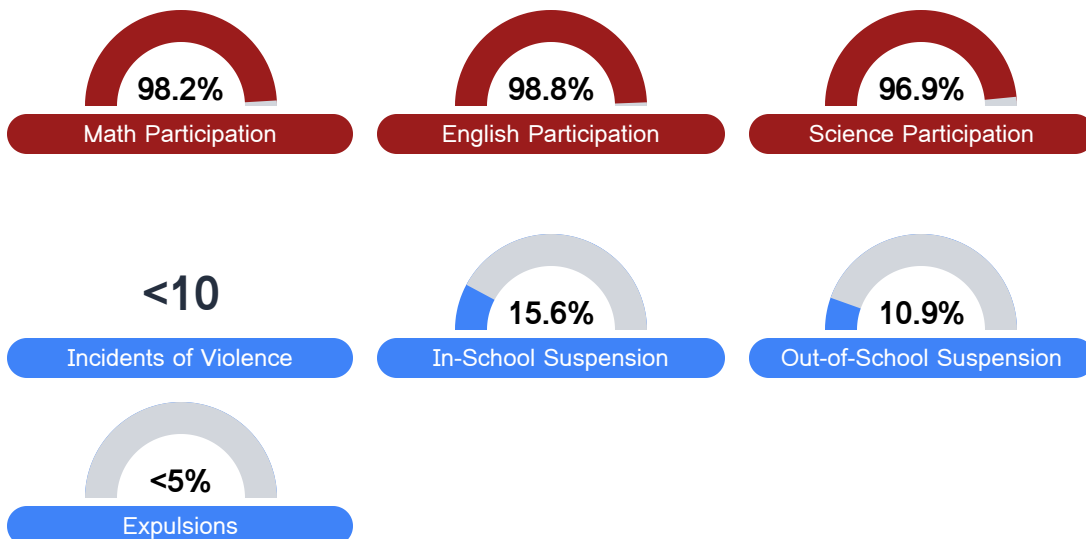 98.2%
Math Participation
98.8%
English Participation
96.9%
Science Participation
<10
Incidents of Violence
15.6%
In-School Suspension
10.9%
Out-of-School Suspension
<5%
Expulsions